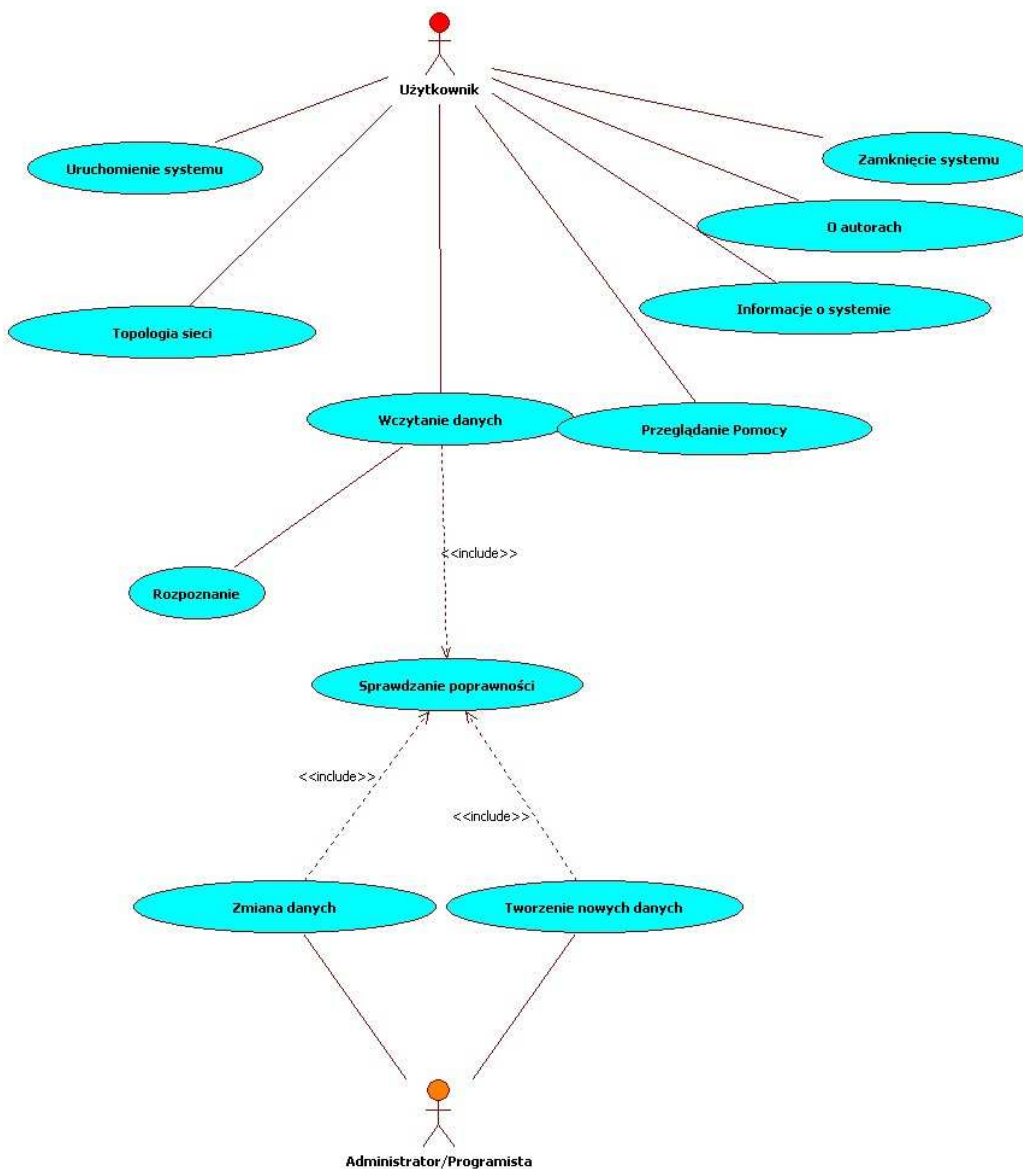 Użytkownik
Uruchomienie systemu
Zamknięcie systemu
O autorach
Informacje o systemie
Topologia sieci
Wczytanie danych
Przeglądanie Pomocy
<<include>>
Rozpoznanie
Sprawdzanie poprawności
<<include>>
<<include>>
Zmiana danych
Tworzenie nowych danych
Administrator/Programista